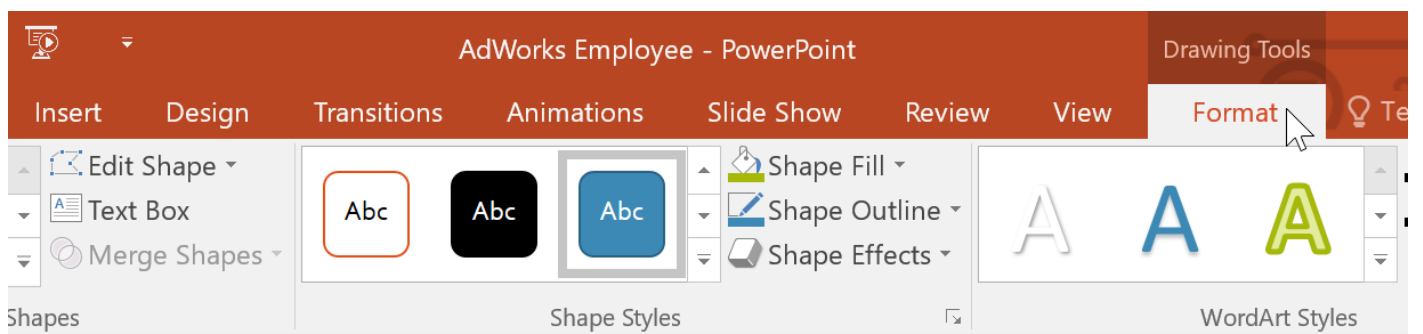 AdWorks Employee - PowerPoint
Drawing Tools
Insert Design Transitions Animations Slide Show Review View Format Te
Edit Shape
Text Box
Merge Shapes
Abc Abc Abc
Shape Fill
Shape Outline
Shape Effects
A A A
Shapes Shape Styles WordArt Styles